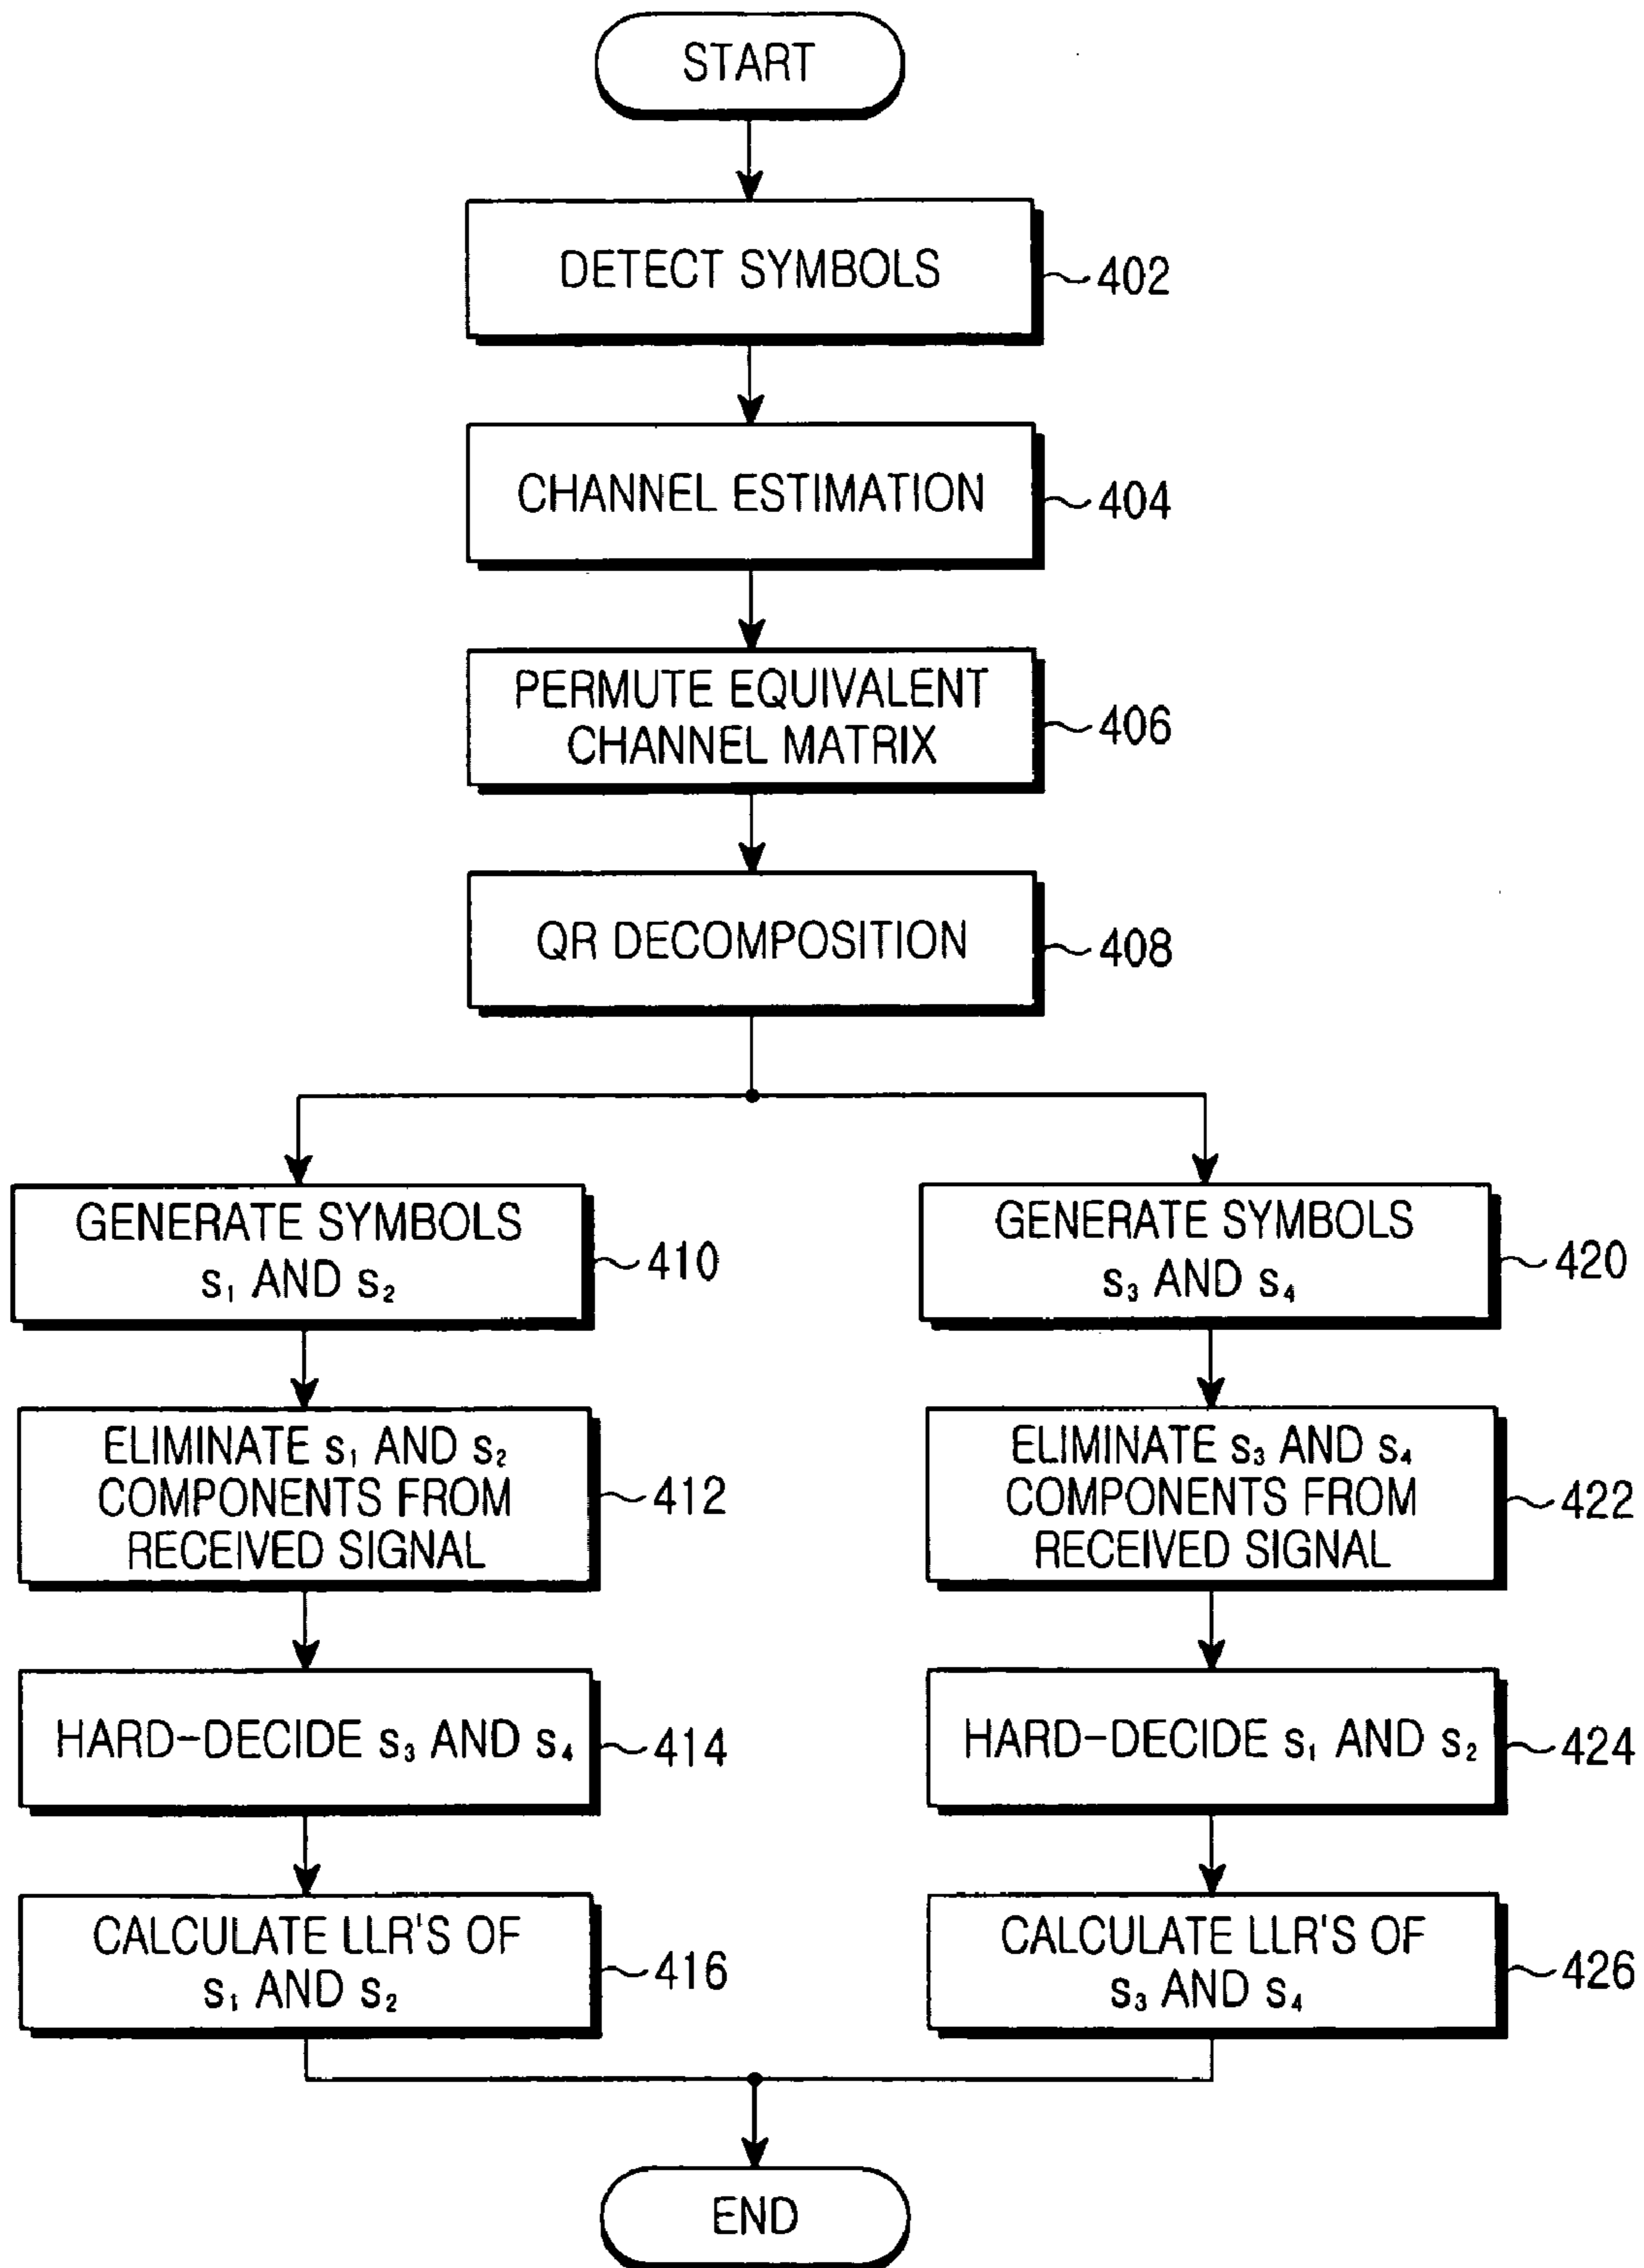 START
DETECT SYMBOLS
402
CHANNEL ESTIMATION
404
PERMUTE EQUIVALENT
CHANNEL MATRIX
406
QR DECOMPOSITION
408
GENERATE SYMBOLS
s₁ AND s₂
410
ELIMINATE s₁ AND s₂
COMPONENTS FROM
RECEIVED SIGNAL
412
HARD-DECIDE s₃ AND s₄
414
CALCULATE LLR'S OF
s₁ AND s₂
416
GENERATE SYMBOLS
s₃ AND s₄
420
ELIMINATE s₃ AND s₄
COMPONENTS FROM
RECEIVED SIGNAL
422
HARD-DECIDE s₁ AND s₂
424
CALCULATE LLR'S OF
s₃ AND s₄
426
END